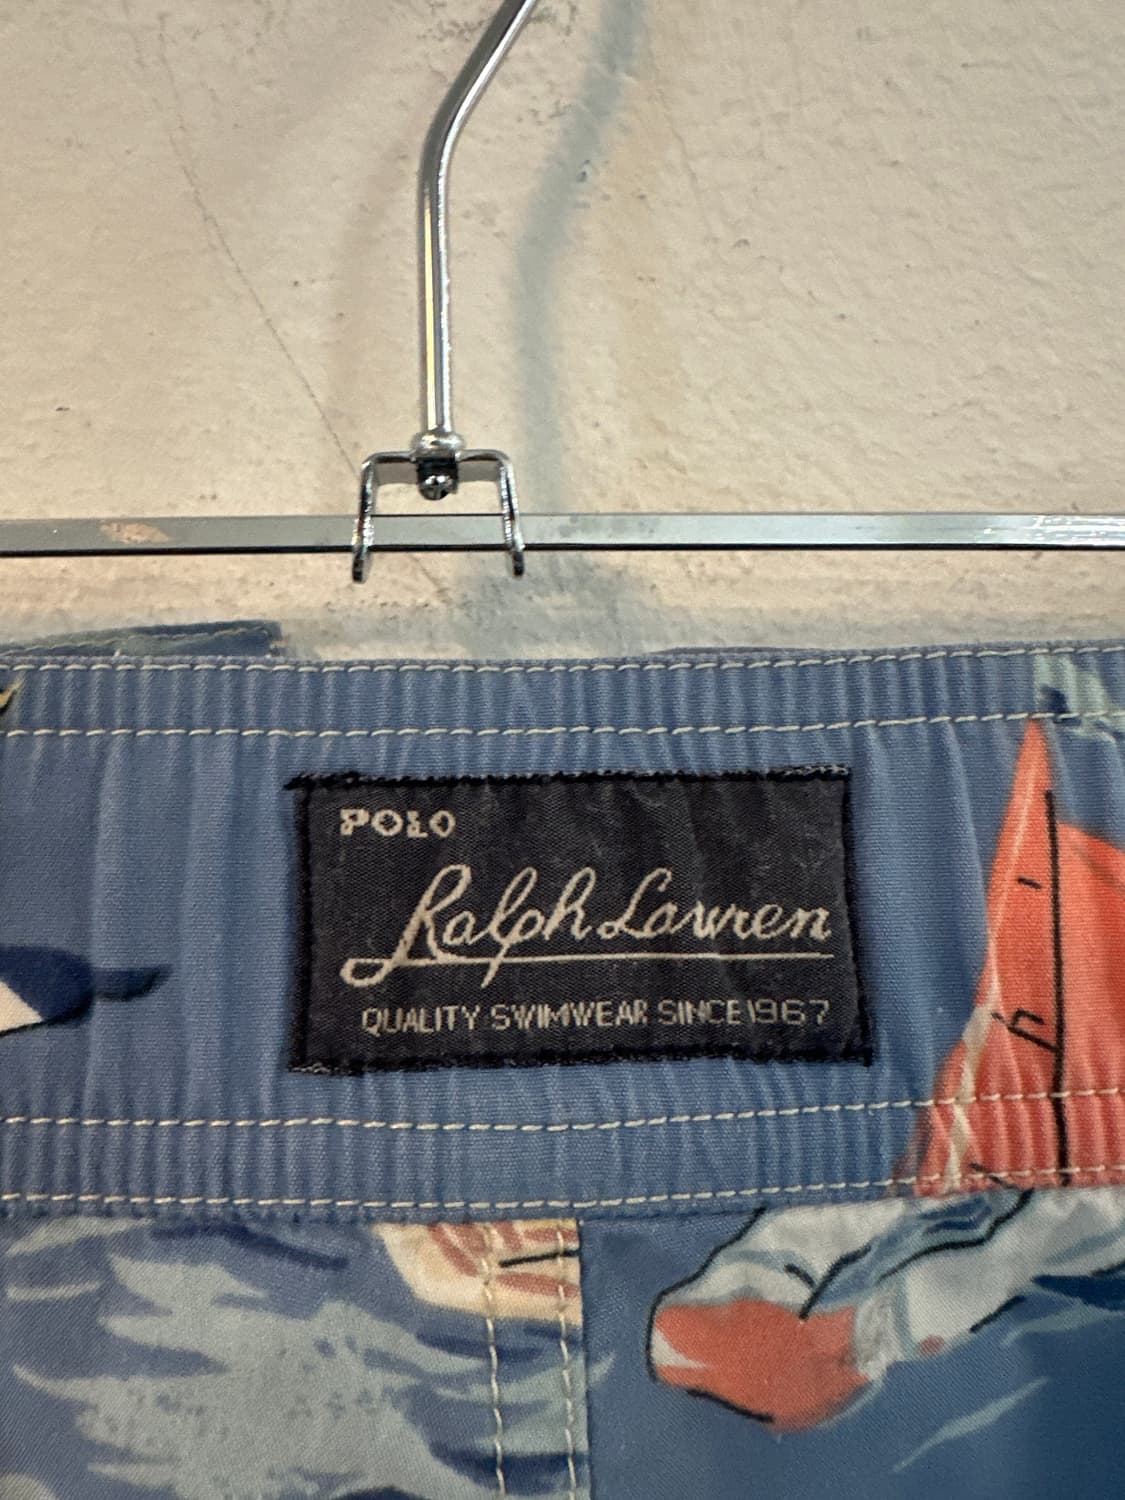 POLO
Ralph Lauren
QUALITY SWIMWEAR SINCE 1967